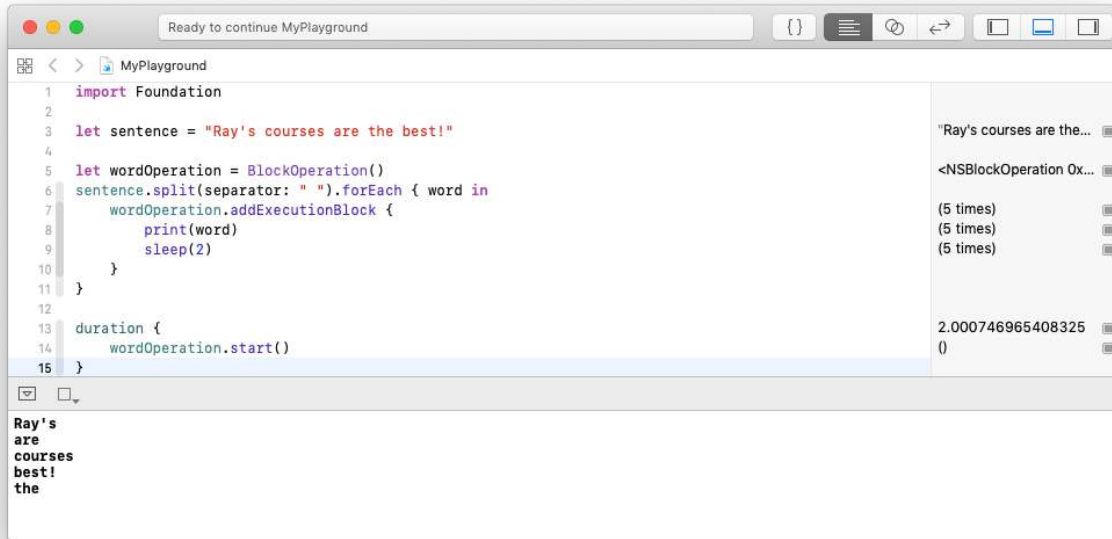 Ready to continue MyPlayground
{}
MyPlayground
1 import Foundation
2
3 let sentence = "Ray's courses are the best!" "Ray's courses are the...
4
5 let wordOperation = BlockOperation() <NSBlockOperation 0x...
6 sentence.split(separator: " ").forEach { word in
7 wordOperation.addExecutionBlock { (5 times)
8 print(word) (5 times)
9 sleep(2) (5 times)
10 }
11 }
12
13 duration { 2.000746965408325
14 wordOperation.start() ()
15 }
Ray's
are
courses
best!
the